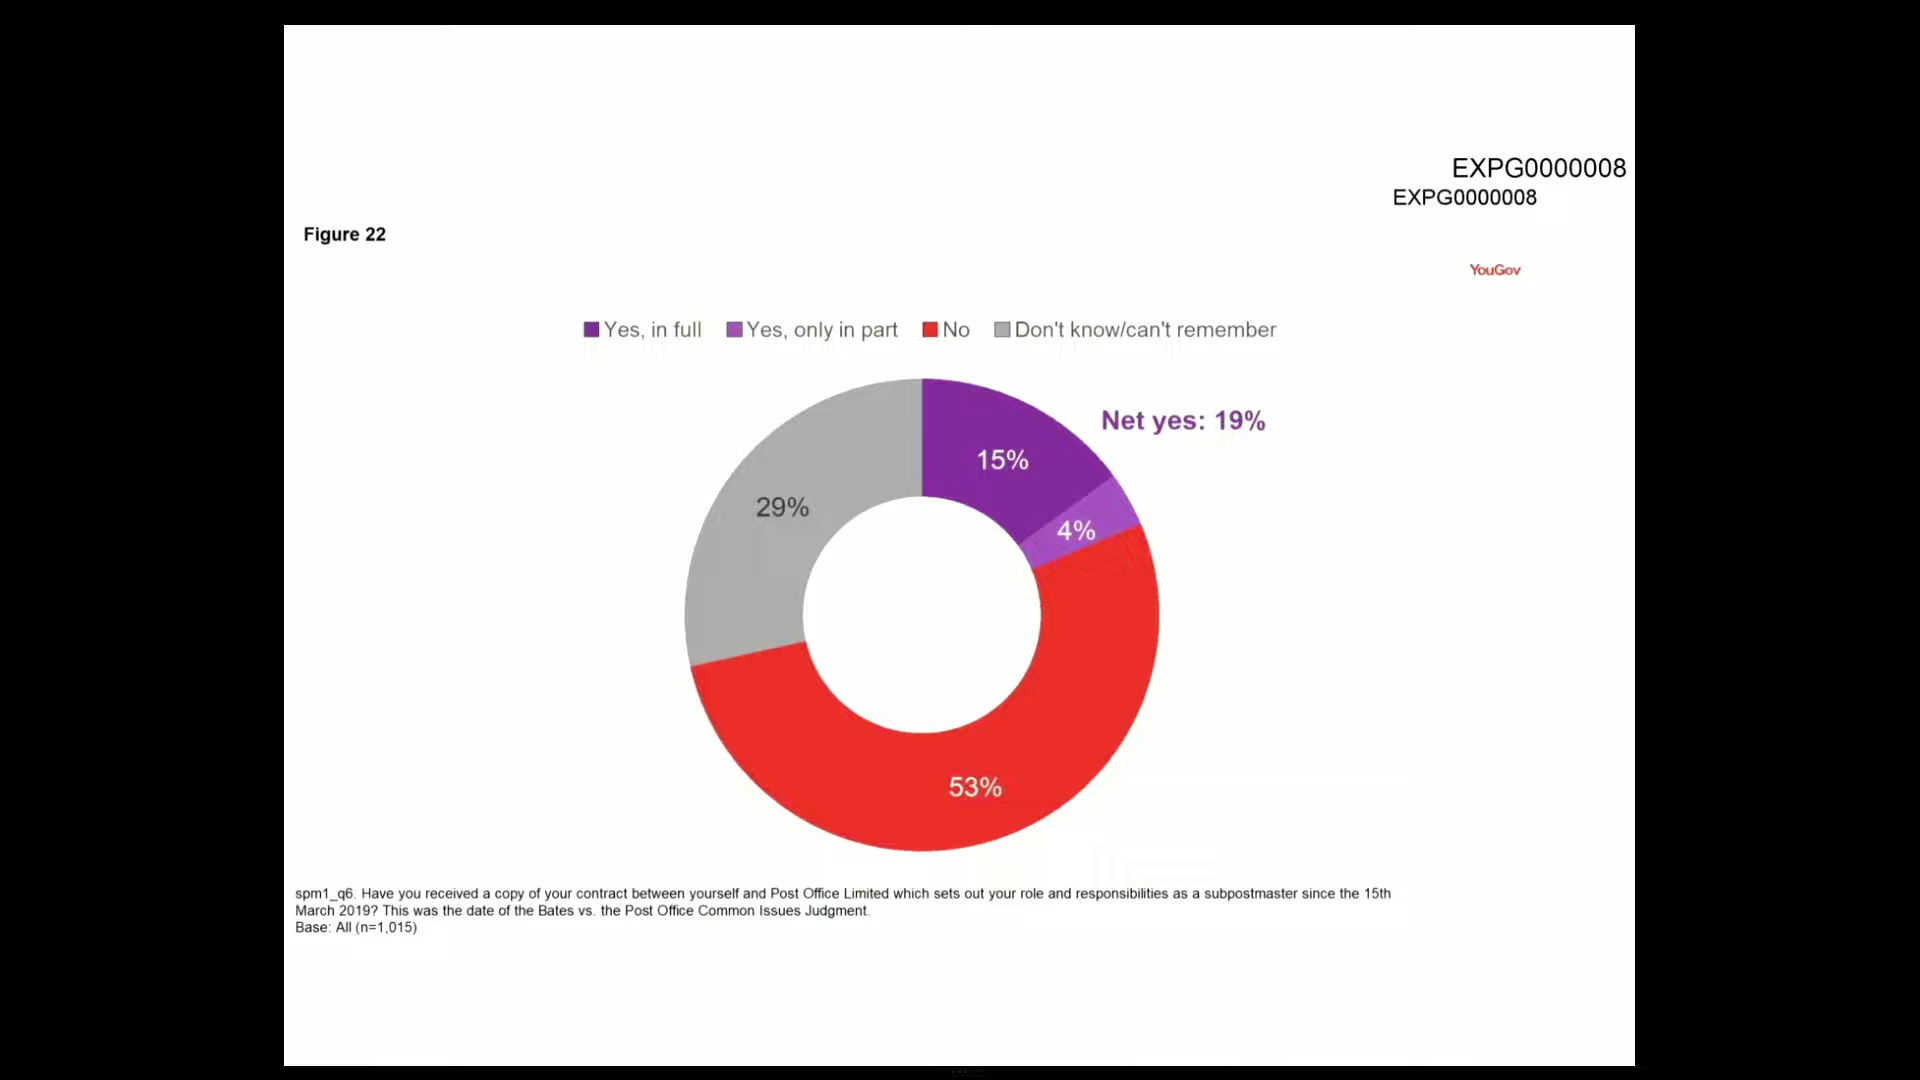 EXPG0000008
EXPG0000008
Figure 22
YouGov
Yes, in full Yes, only in part No Don't know/can't remember
Net yes: 19%
15%
29%
4%
53%
spm1_q6. Have you received a copy of your contract between yourself and Post Office Limited which sets out your role and responsibilities as a subpostmaster since the 15th
March 2019? This was the date of the Bates vs. the Post Office Common Issues Judgment.
Base: All (n=1,015)